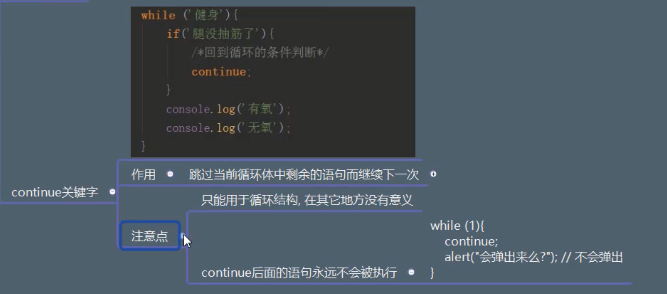 while ('健身'){
if('腿没抽筋了'){
/*回到循环的条件判断*/
continue;
}
console.log('有氧');
console.log('无氧');
}
作用
跳过当前循环体中剩余的语句而继续下一次
continue关键字
只能用于循环结构, 在其它地方没有意义
注意点
while (1){
continue;
alert("会弹出来么?"); // 不会弹出
}
continue后面的语句永远不会被执行